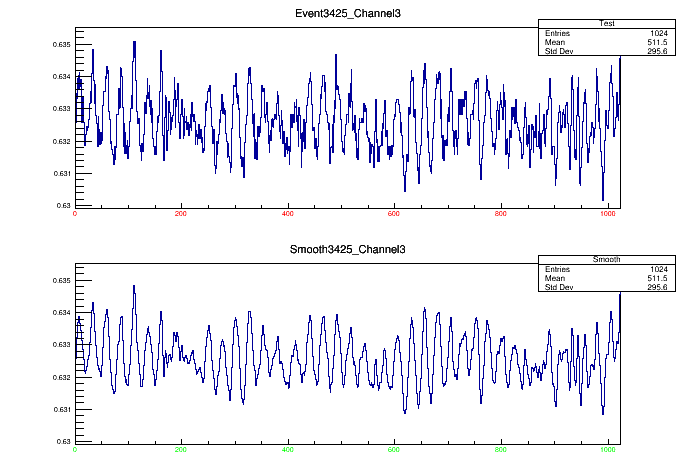 Event3425_Channel3
Test
Entries 1024
Mean 511.5
Std Dev 295.6
0.635
0.634
0.633
0.632
0.631
0.63
0 200 400 600 800 1000
Smooth3425_Channel3
Smooth
Entries 1024
Mean 511.5
Std Dev 295.6
0.635
0.634
0.633
0.632
0.631
0.63
0 200 400 600 800 1000